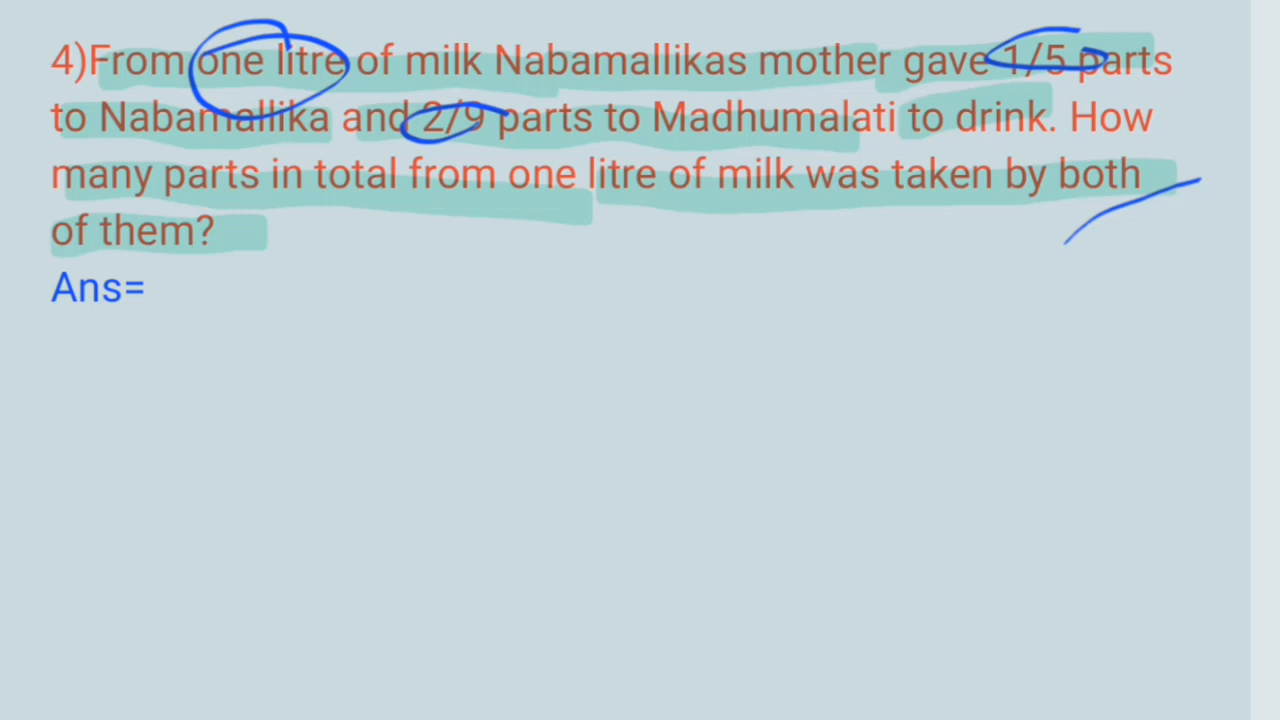 4)From one litre of milk Nabamallikas mother gave 1/5 parts
to Nabamallika and 2/9 parts to Madhumalati to drink. How
many parts in total from one litre of milk was taken by both
of them?
Ans=